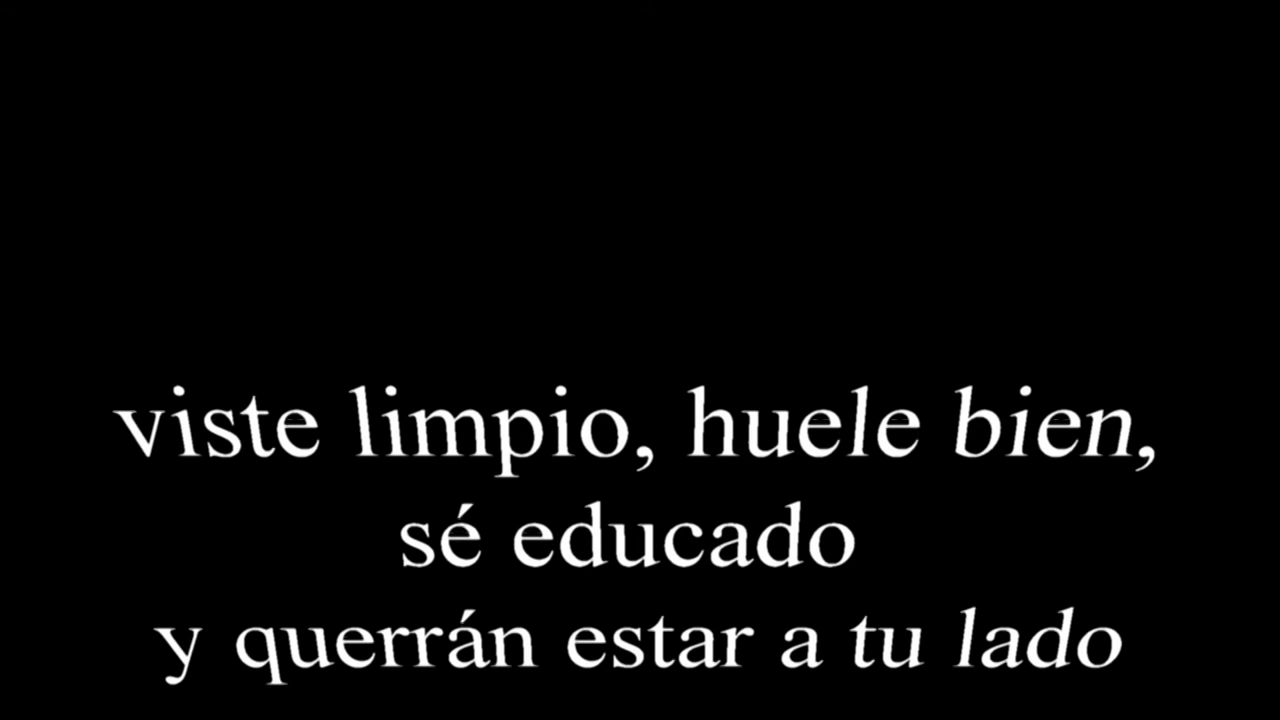 viste limpio, huele bien,
sé educado
y querrán estar a tu lado